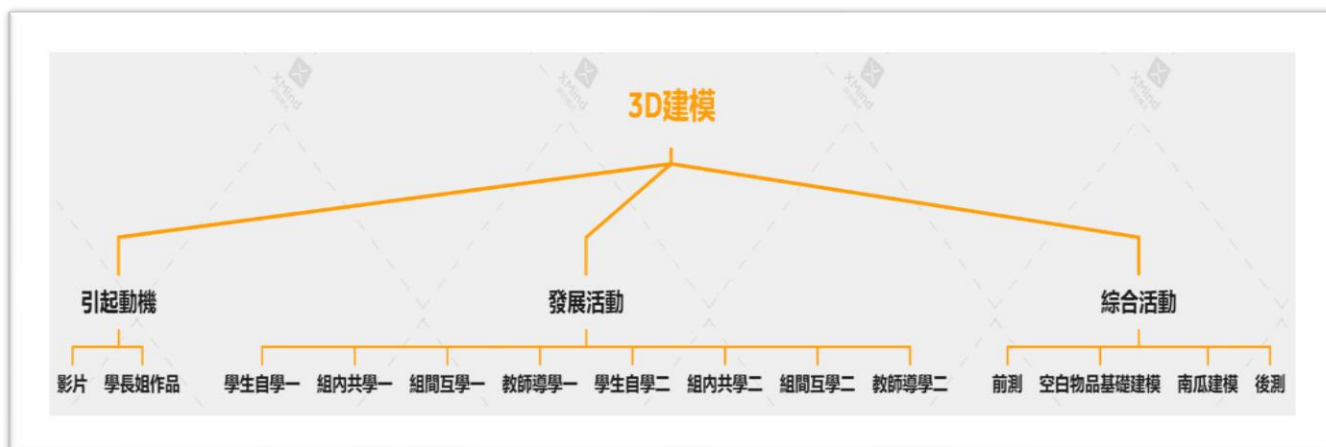 3D建模
引起動機
發展活動
綜合活動
影片 學長姐作品 學生自學一 組內共學一 組間互學一 教師導學一 學生自學二 組內共學二 組間互學二 教師導學二 前測 空白物品基礎建模 南瓜建模 後測
XMind
XMind
XMind
XMind